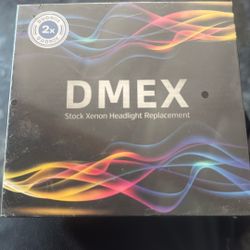 2x
DMEX
Stock Xenon Headlight Replacement